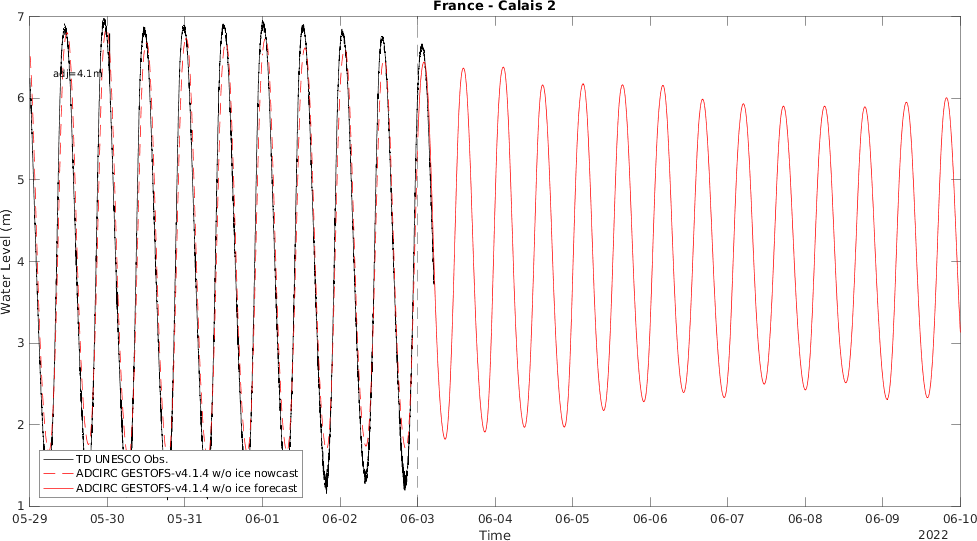 France - Calais 2
7
6
5
4
3
2
1
Water Level (m)
adj=4.1m
TD UNESCO Obs.
ADCIRC GESTOFS-v4.1.4 w/o ice nowcast
ADCIRC GESTOFS-v4.1.4 w/o ice forecast
05-29 05-30 05-31 06-01 06-02 06-03 06-04 06-05 06-06 06-07 06-08 06-09 06-10
Time
2022